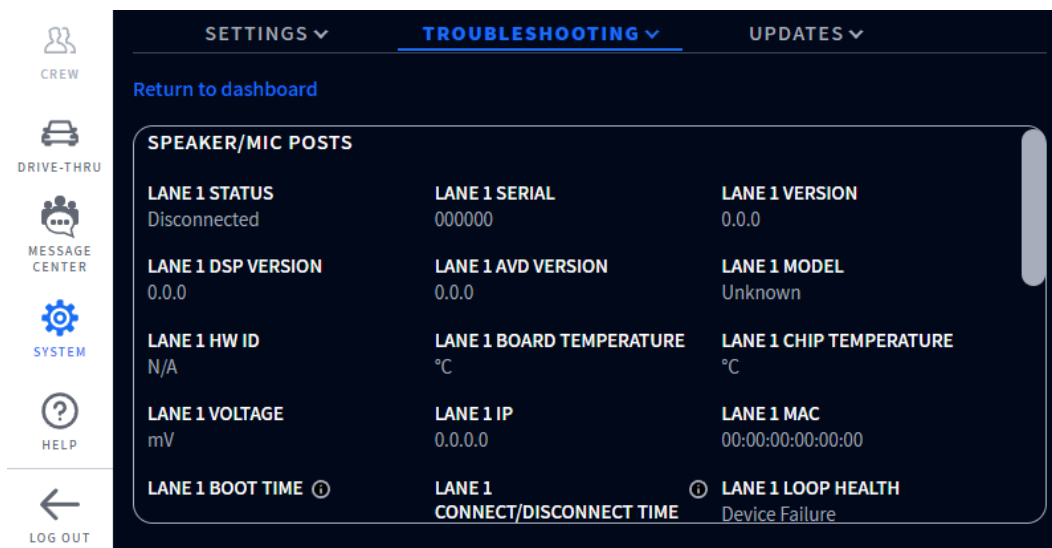 CREW
DRIVE-THRU
MESSAGE
CENTER
SYSTEM
HELP
LOG OUT
SETTINGS
TROUBLESHOOTING
UPDATES
Return to dashboard
SPEAKER/MIC POSTS
LANE 1 STATUS
Disconnected
LANE 1 SERIAL
000000
LANE 1 VERSION
0.0.0
LANE 1 DSP VERSION
0.0.0
LANE 1 AVD VERSION
0.0.0
LANE 1 MODEL
Unknown
LANE 1 HW ID
N/A
LANE 1 BOARD TEMPERATURE
°C
LANE 1 CHIP TEMPERATURE
°C
LANE 1 VOLTAGE
mV
LANE 1 IP
0.0.0.0
LANE 1 MAC
00:00:00:00:00:00
LANE 1 BOOT TIME
LANE 1
CONNECT/DISCONNECT TIME
LANE 1 LOOP HEALTH
Device Failure